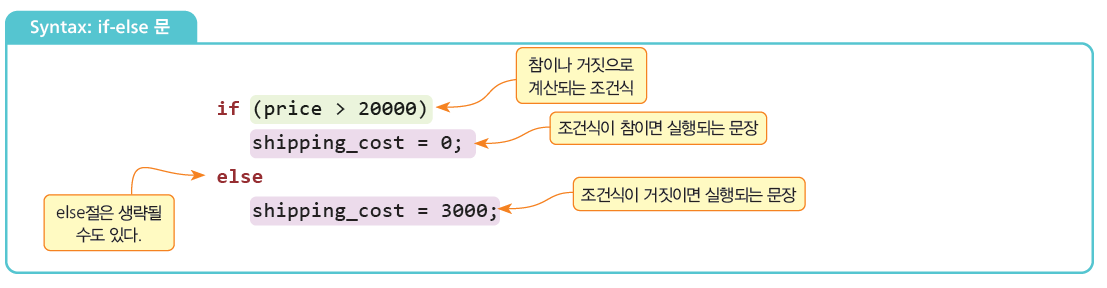 Syntax: if-else 문
참이나 거짓으로
계산되는 조건식
if (price > 20000)
조건식이 참이면 실행되는 문장
shipping_cost = 0;
else
조건식이 거짓이면 실행되는 문장
shipping_cost = 3000;
else절은 생략될
수도 있다.